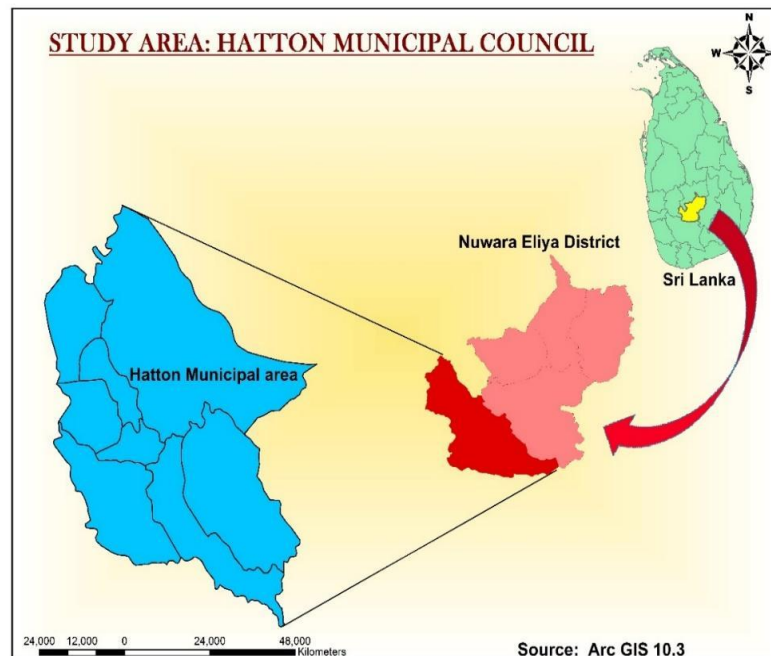 STUDY AREA: HATTON MUNICIPAL COUNCIL
N
W E
S
Nuwara Eliya District
Sri Lanka
Hatton Municipal area
24,000 12,000 0 24,000 48,000
Kilometers
Source: Arc GIS 10.3